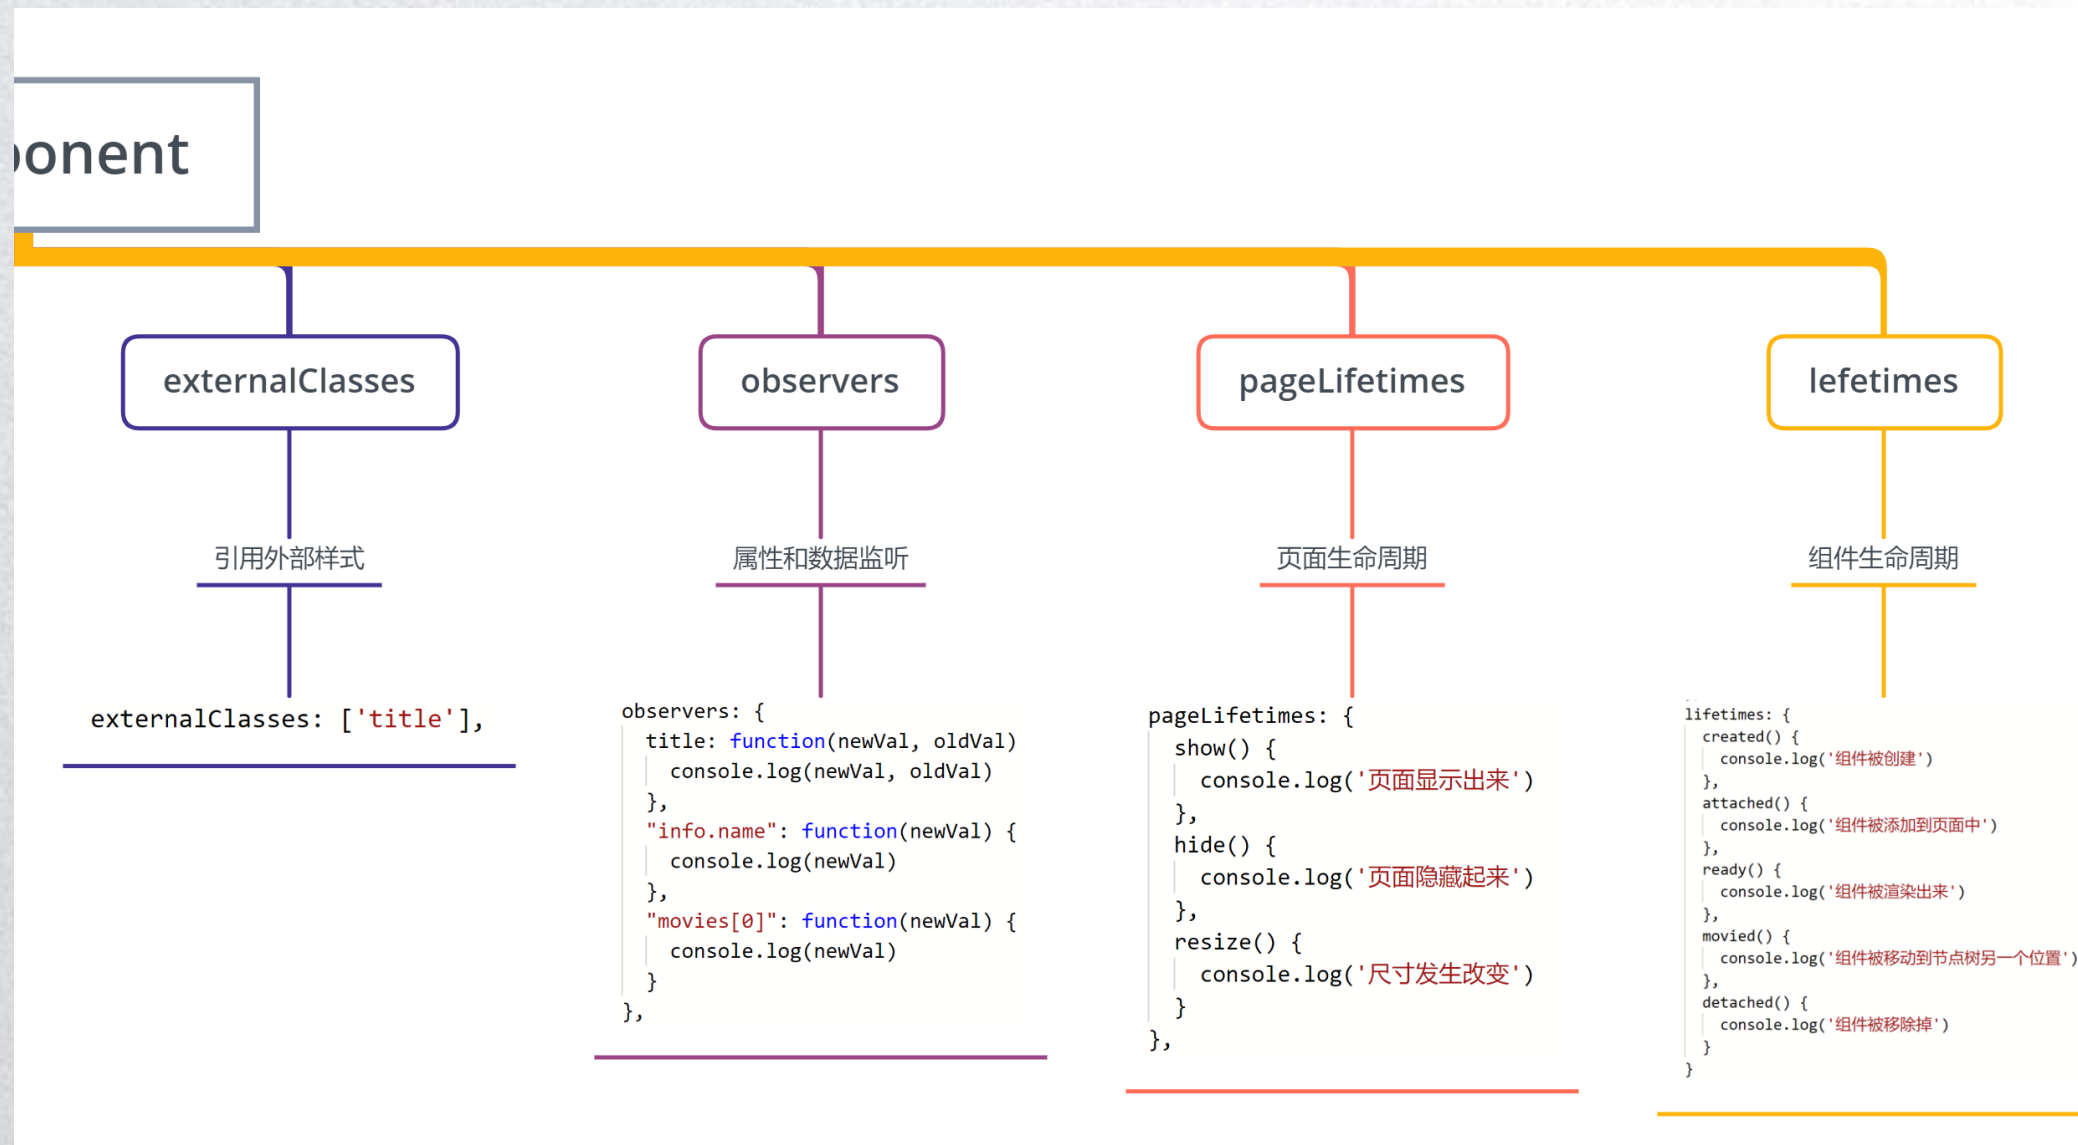 ponent
externalClasses
observers
pageLifetimes
lefetimes
引用外部样式
属性和数据监听
页面生命周期
组件生命周期
externalClasses: ['title'],
observers: {
title: function(newVal, oldVal)
console.log(newVal, oldVal)
},
"info.name": function(newVal) {
console.log(newVal)
},
"movies[0]": function(newVal) {
console.log(newVal)
}
},
pageLifetimes: {
show() {
console.log('页面显示出来')
},
hide() {
console.log('页面隐藏起来')
},
resize() {
console.log('尺寸发生改变')
}
},
lifetimes: {
created() {
console.log('组件被创建')
},
attached() {
console.log('组件被添加到页面中')
},
ready() {
console.log('组件被渲染出来')
},
movied() {
console.log('组件被移动到节点树另一个位置')
},
detached() {
console.log('组件被移除掉')
}
}